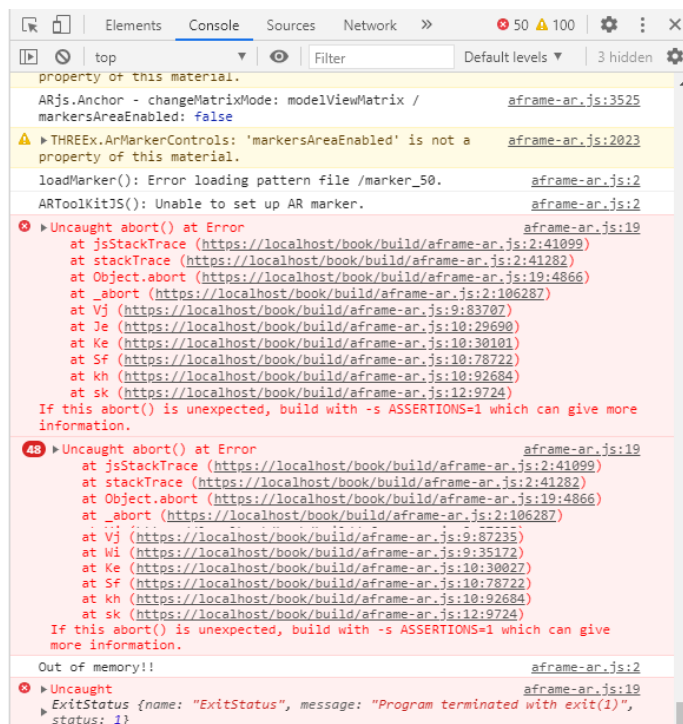 Elements Console Sources Network » 50 100
top Filter Default levels ▼ 3 hidden
property of this material.
ARjs.Anchor - changeMatrixMode: modelViewMatrix / aframe-ar.js:3525
markersAreaEnabled: false
THREEx.ArMarkerControls: 'markersAreaEnabled' is not a aframe-ar.js:2023
property of this material.
loadMarker(): Error loading pattern file /marker_50. aframe-ar.js:2
ARToolKitJS(): Unable to set up AR marker. aframe-ar.js:2
Uncaught abort() at Error aframe-ar.js:19
at jsStackTrace (https://localhost/book/build/aframe-ar.js:2:41099)
at stackTrace (https://localhost/book/build/aframe-ar.js:2:41282)
at Object.abort (https://localhost/book/build/aframe-ar.js:19:4866)
at _abort (https://localhost/book/build/aframe-ar.js:2:106287)
at Vj (https://localhost/book/build/aframe-ar.js:9:83707)
at Je (https://localhost/book/build/aframe-ar.js:10:29690)
at Ke (https://localhost/book/build/aframe-ar.js:10:30101)
at Sf (https://localhost/book/build/aframe-ar.js:10:78722)
at kh (https://localhost/book/build/aframe-ar.js:10:92684)
at sk (https://localhost/book/build/aframe-ar.js:12:9724)
If this abort() is unexpected, build with -s ASSERTIONS=1 which can give more
information.
48 Uncaught abort() at Error aframe-ar.js:19
at jsStackTrace (https://localhost/book/build/aframe-ar.js:2:41099)
at stackTrace (https://localhost/book/build/aframe-ar.js:2:41282)
at Object.abort (https://localhost/book/build/aframe-ar.js:19:4866)
at _abort (https://localhost/book/build/aframe-ar.js:2:106287)
at Vj (https://localhost/book/build/aframe-ar.js:9:87235)
at Wi (https://localhost/book/build/aframe-ar.js:9:35172)
at Ke (https://localhost/book/build/aframe-ar.js:10:30027)
at Sf (https://localhost/book/build/aframe-ar.js:10:78722)
at kh (https://localhost/book/build/aframe-ar.js:10:92684)
at sk (https://localhost/book/build/aframe-ar.js:12:9724)
If this abort() is unexpected, build with -s ASSERTIONS=1 which can give
more information.
Out of memory!! aframe-ar.js:2
Uncaught aframe-ar.js:19
ExitStatus {name: "ExitStatus", message: "Program terminated with exit(1)",
status: 1}